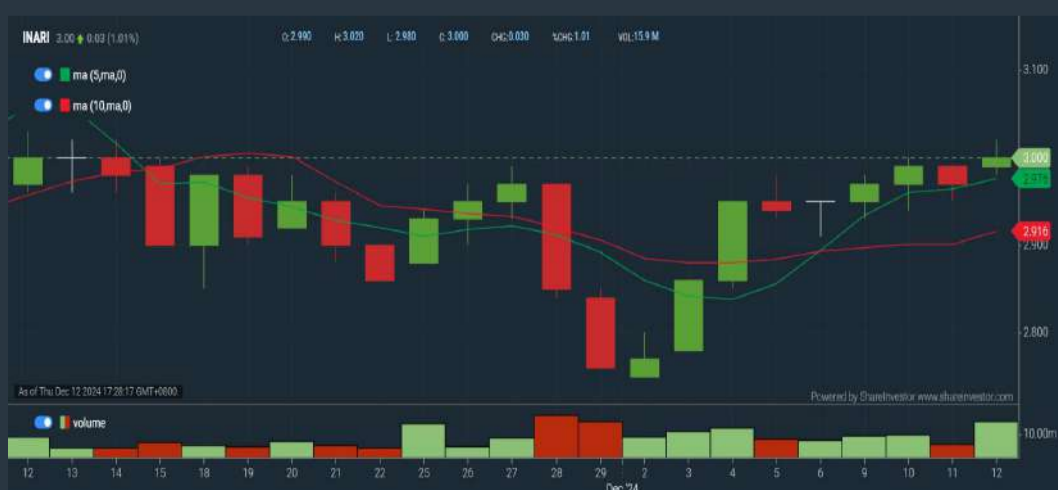 INARI 3.00 0.03 (1.01%) O: 2.990 H: 3.020 L: 2.980 C: 3.000 CHG:0.030 %CHG:1.01 VOL:15.9 M
ma (5,ma,0)
ma (10,ma,0)
3.100
3.000
2.976
2.916
2.900
2.800
As of Thu Dec 12 2024 17:28:17 GMT+0800
Powered by ShareInvestor www.shareinvestor.com
volume
10.00m
12 13 14 15 18 19 20 21 22 25 26 27 28 29 2 3 4 5 6 9 10 11 12
Dec '24